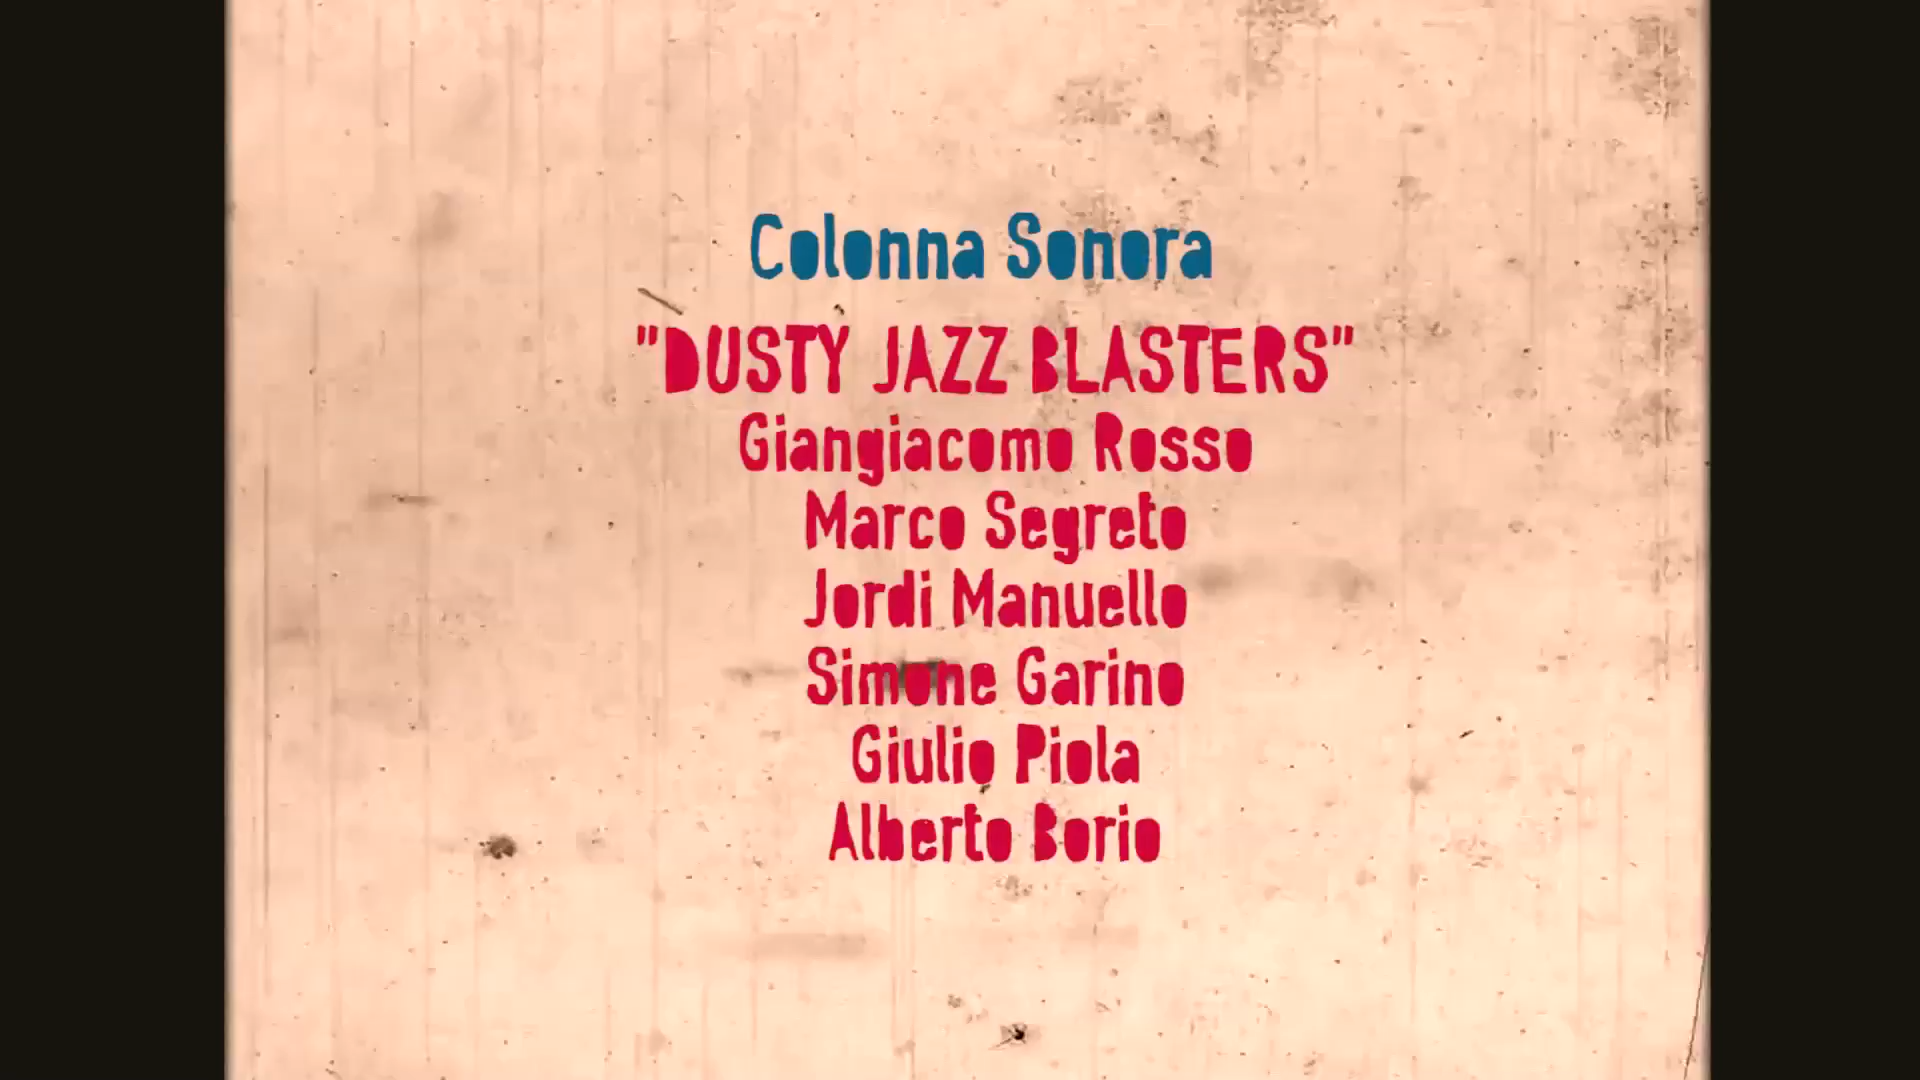 Colonna Sonora
"DUSTY JAZZ BLASTERS"
Giangiacomo Rosso
Marco Segreto
Jordi Manuello
Simone Garino
Giulio Piola
Alberto Borio